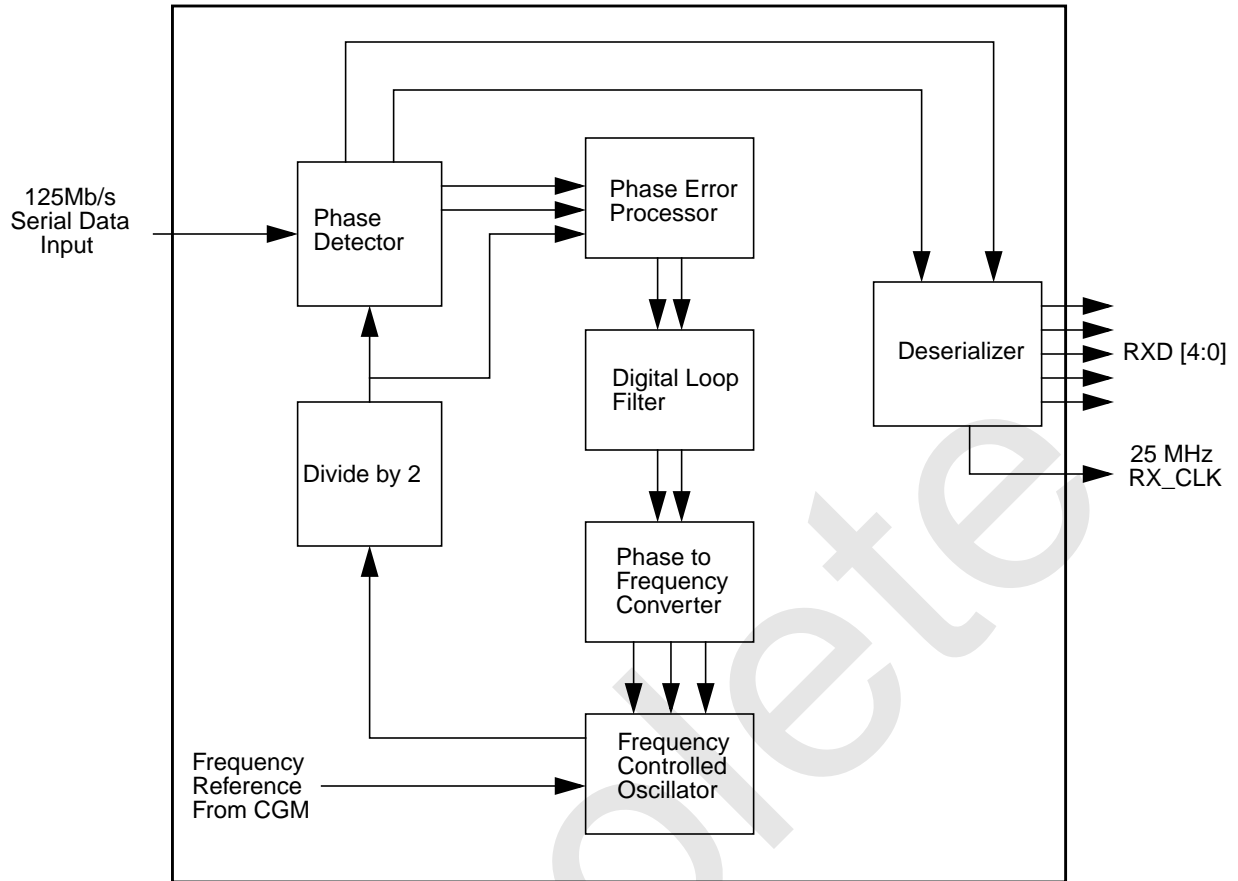 125Mb/s
Serial Data
Input
Phase
Detector
Phase Error
Processor
Deserializer
RXD [4:0]
25 MHz
RX_CLK
Digital Loop
Filter
Divide by 2
Phase to
Frequency
Converter
Frequency
Controlled
Oscillator
Frequency
Reference
From CGM
olete